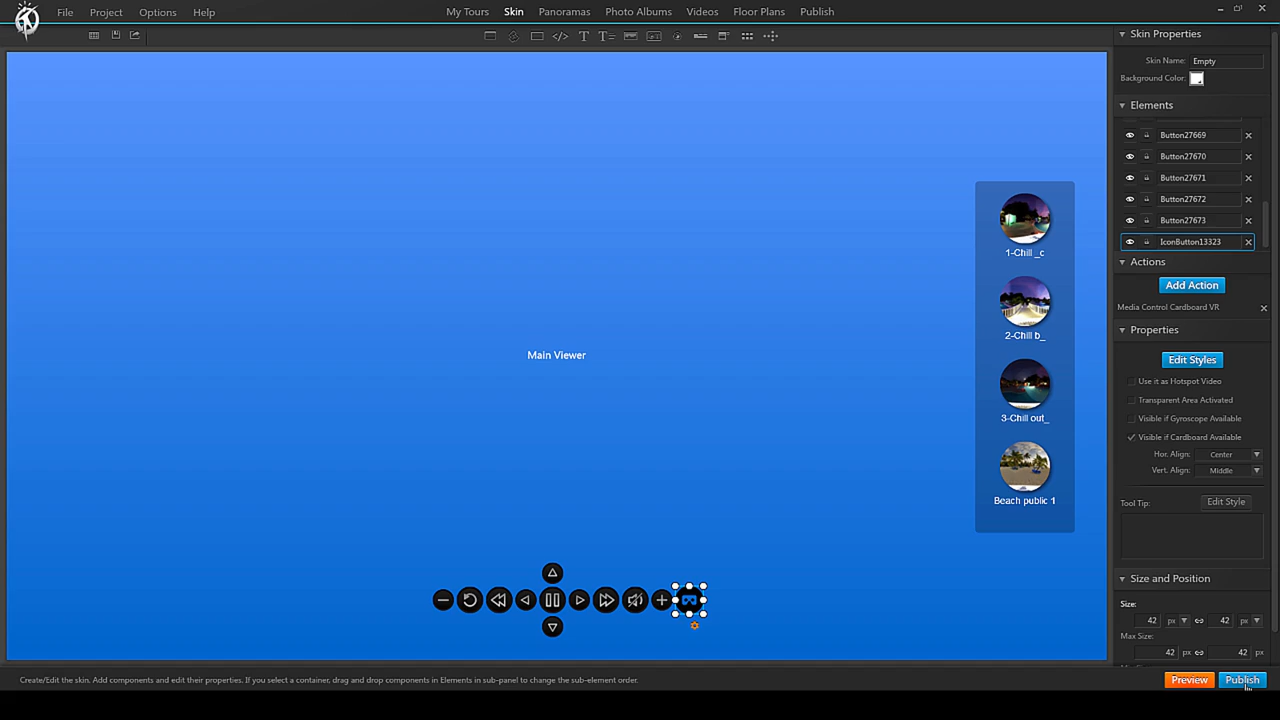 File Project Options Help My Tours Skin Panoramas Photo Albums Videos Floor Plans Publish
Skin Properties
Skin Name: Empty
Background Color:
Elements
Button27669
Button27670
Button27671
Button27672
Button27673
IconButton13323
Actions
Add Action
Media Control Cardboard VR
Properties
Edit Styles
Use it as Hotspot Video
Transparent Area Activated
Visible if Gyroscope Available
Visible if Cardboard Available
Hor. Align: Center
Vert. Align: Middle
Tool Tip: Edit Style
Size and Position
Size:
42 px 42 px
Max Size:
42 px 42 px
1-Chill _c
2-Chill b_
3-Chill out_
Beach public 1
Main Viewer
Create/Edit the skin. Add components and edit their properties. If you select a container, drag and drop components in Elements in sub-panel to change the sub-element order.
Preview Publish